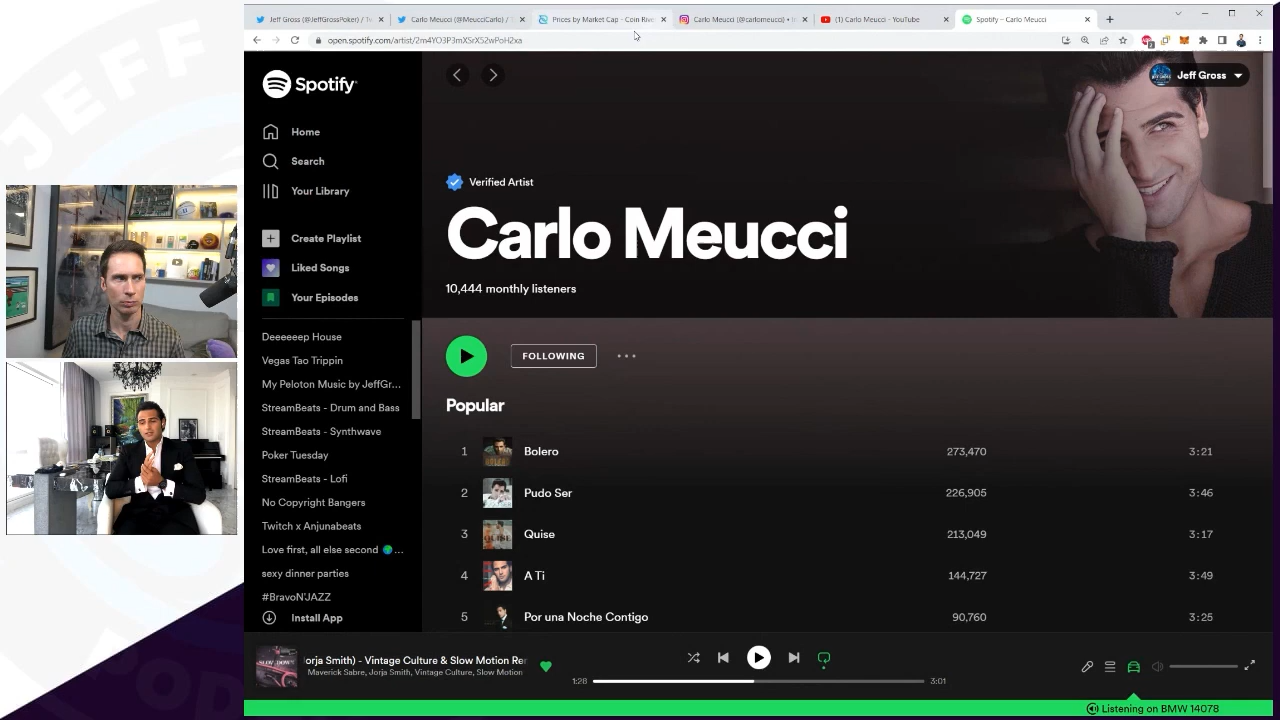 JEFF
POD
Jeff Gross (@JeffGrossPoker) / Tw
Carlo Meucci (@MeucciCarlo) / T
Prices by Market Cap - Coin Rive
Carlo Meucci (@carlomeucci) • In
(1) Carlo Meucci - YouTube
Spotify – Carlo Meucci
open.spotify.com/artist/2m4YO3P3mXSrX52wPoH2xa
Spotify
Jeff Gross
Home
Search
Your Library
Create Playlist
Liked Songs
Your Episodes
Deeeeeep House
Vegas Tao Trippin
My Peloton Music by JeffGr...
StreamBeats - Drum and Bass
StreamBeats - Synthwave
Poker Tuesday
StreamBeats - Lofi
No Copyright Bangers
Twitch x Anjunabeats
Love first, all else second 🌎...
sexy dinner parties
#BravoN'JAZZ
Install App
Verified Artist
Carlo Meucci
10,444 monthly listeners
FOLLOWING
Popular
1 Bolero 273,470 3:21
2 Pudo Ser 226,905 3:46
3 Quise 213,049 3:17
4 A Ti 144,727 3:49
5 Por una Noche Contigo 90,760 3:25
SLOW DOWN
Jorja Smith) - Vintage Culture & Slow Motion Rer
Maverick Sabre, Jorja Smith, Vintage Culture, Slow Motion
1:28
3:01
Listening on BMW 14078